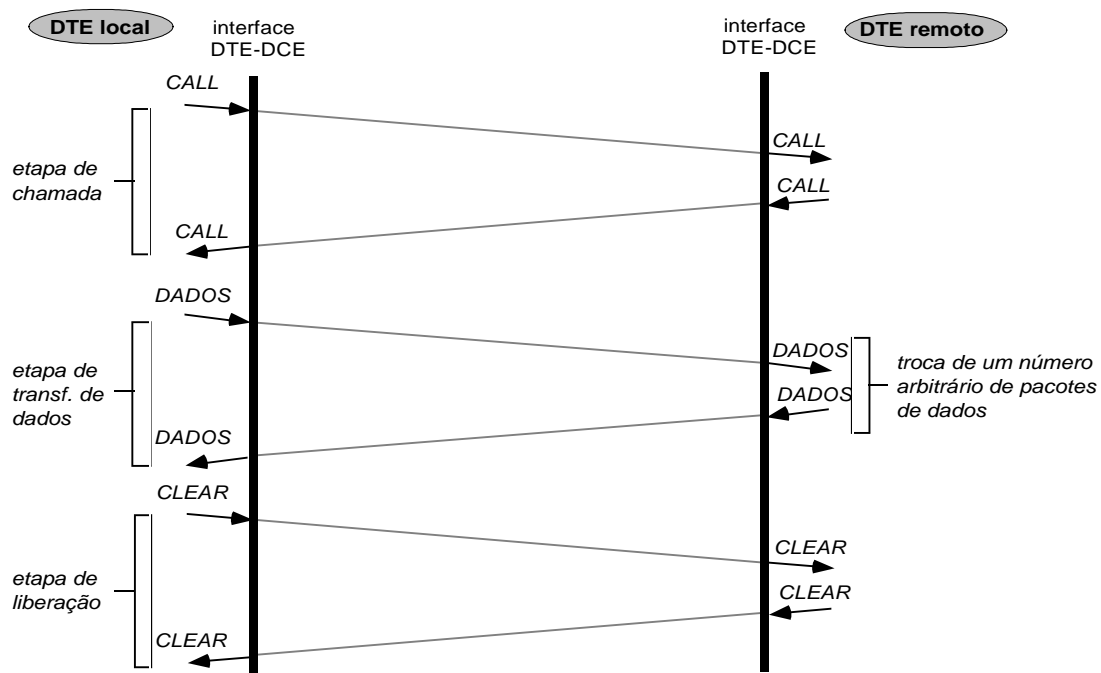 DTE local
interface
DTE-DCE
interface
DTE-DCE
DTE remoto
CALL
CALL
etapa de
chamada
CALL
CALL
DADOS
DADOS
etapa de
transf. de
dados
troca de um número
arbitrário de pacotes
de dados
DADOS
DADOS
CLEAR
CLEAR
etapa de
liberação
CLEAR
CLEAR